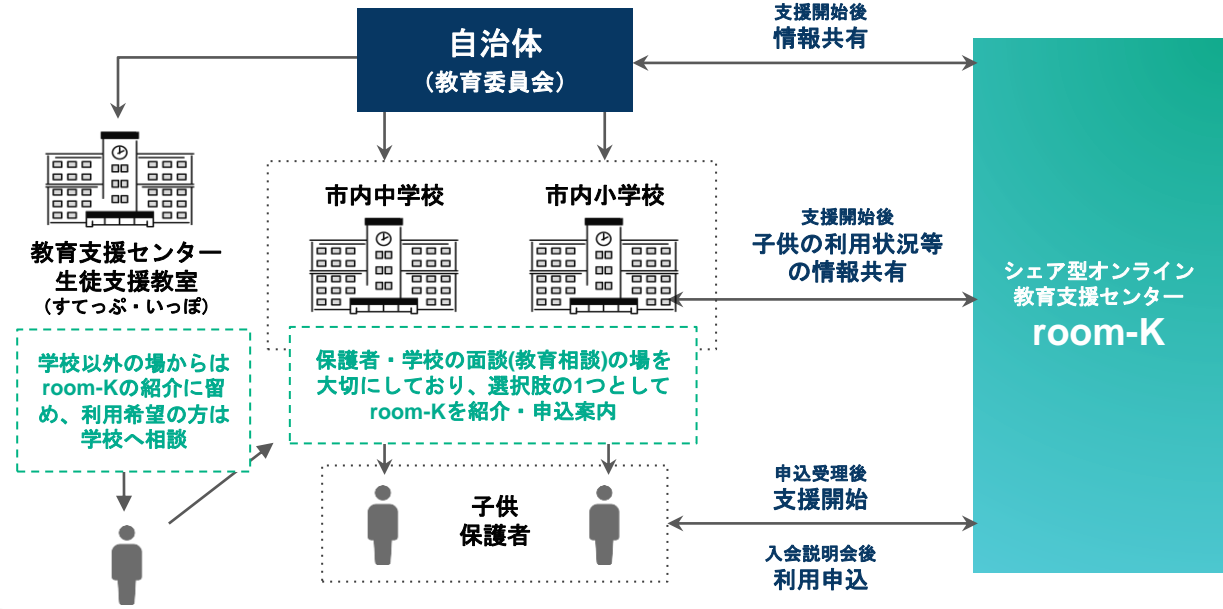 自治体
（教育委員会）
支援開始後
情報共有
教育支援センター
生徒支援教室
（すてっぷ・いっぽ）
市内中学校
市内小学校
支援開始後
子供の利用状況等
の情報共有
シェア型オンライン
教育支援センター
room-K
学校以外の場からは
room-Kの紹介に留
め、利用希望の方は
学校へ相談
保護者・学校の面談(教育相談)の場を
大切にしており、選択肢の1つとして
room-Kを紹介・申込案内
子供
保護者
申込受理後
支援開始
入会説明会後
利用申込